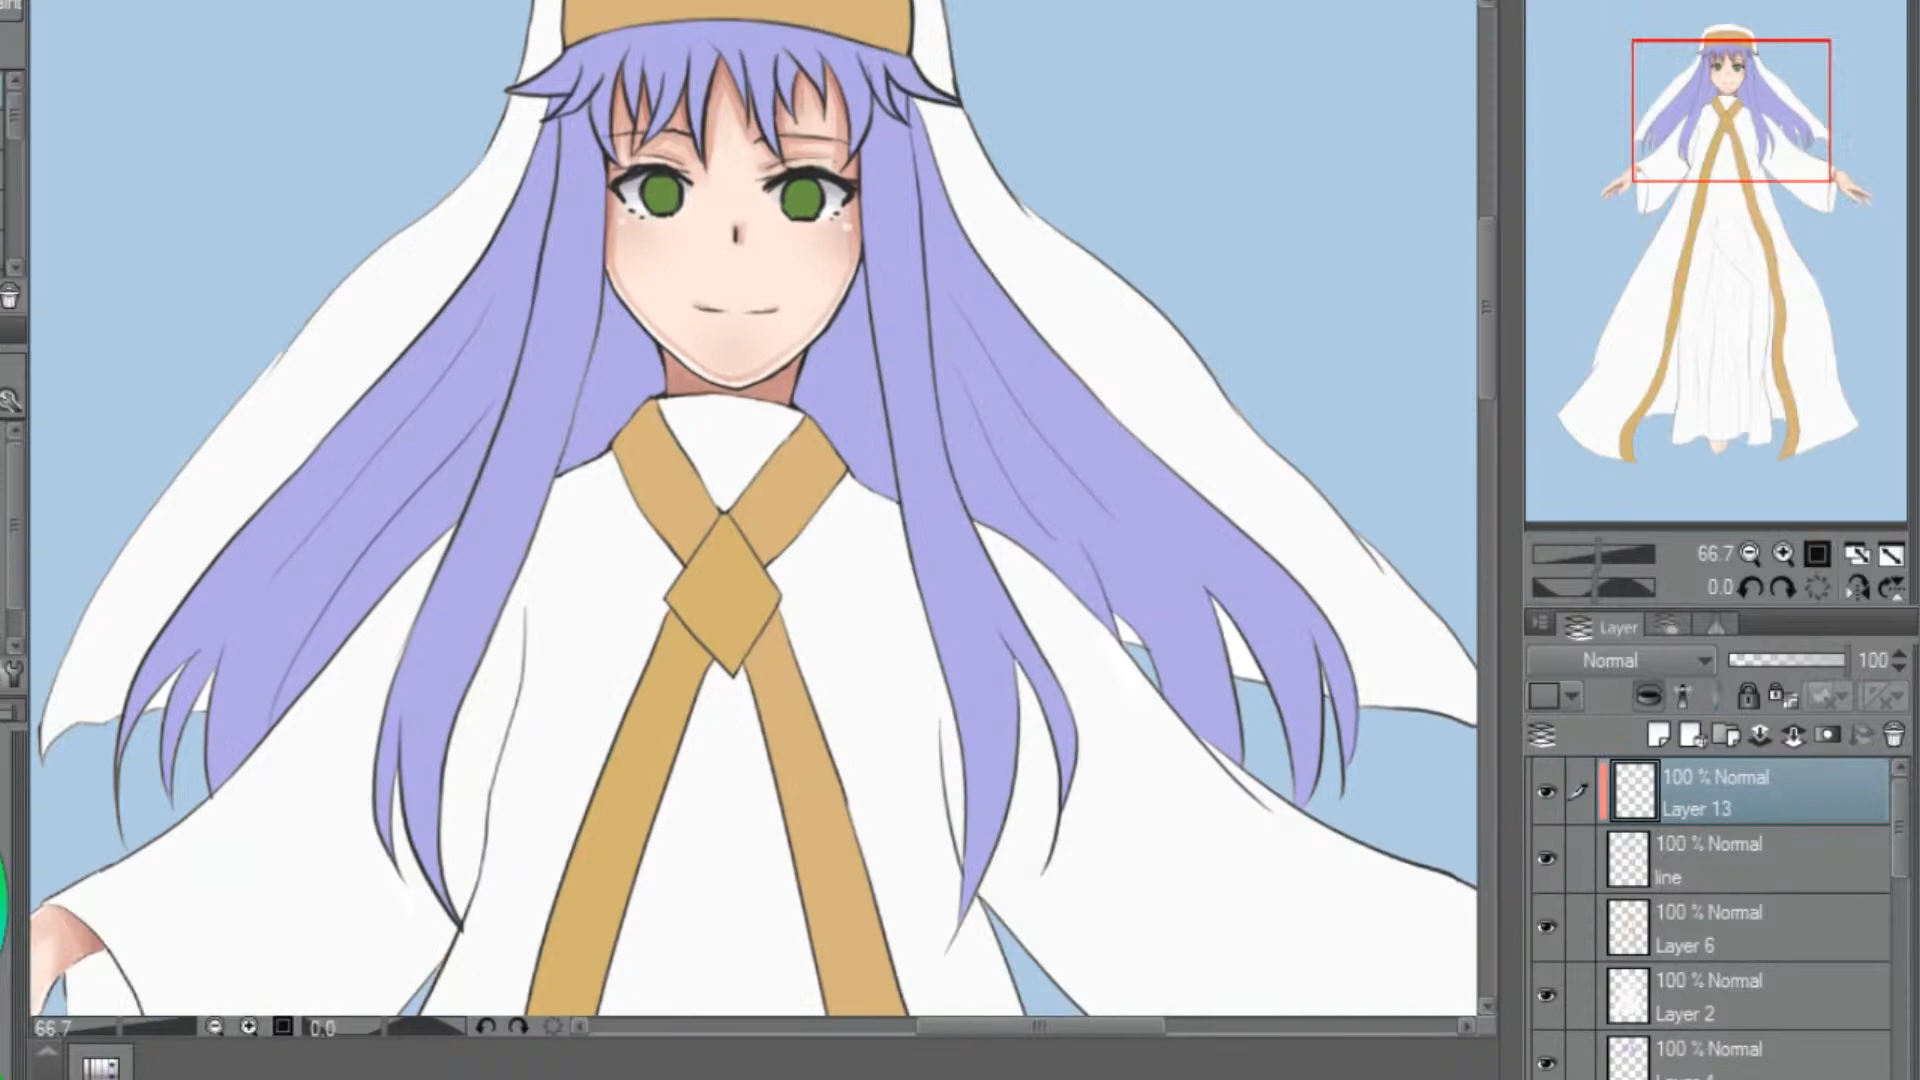 66.7
0.0
Layer
Normal
100
100 % Normal
Layer 13
100 % Normal
line
100 % Normal
Layer 6
100 % Normal
Layer 2
100 % Normal
66.7
0.0